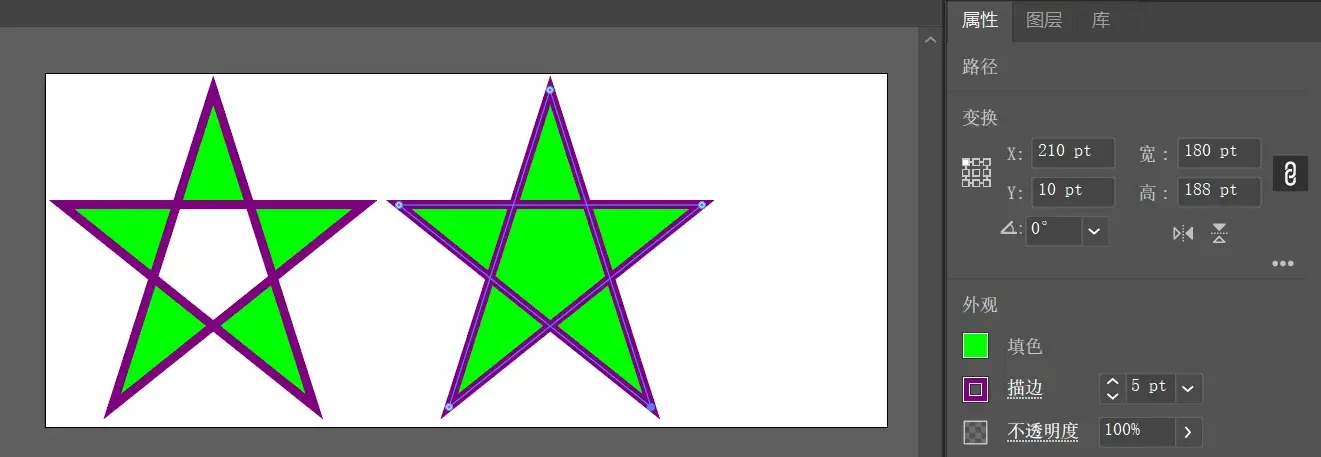 属性 图层 库
路径
变换
X: 210 pt 宽: 180 pt
Y: 10 pt 高: 188 pt
0°
外观
填色
描边 5 pt
不透明度 100%